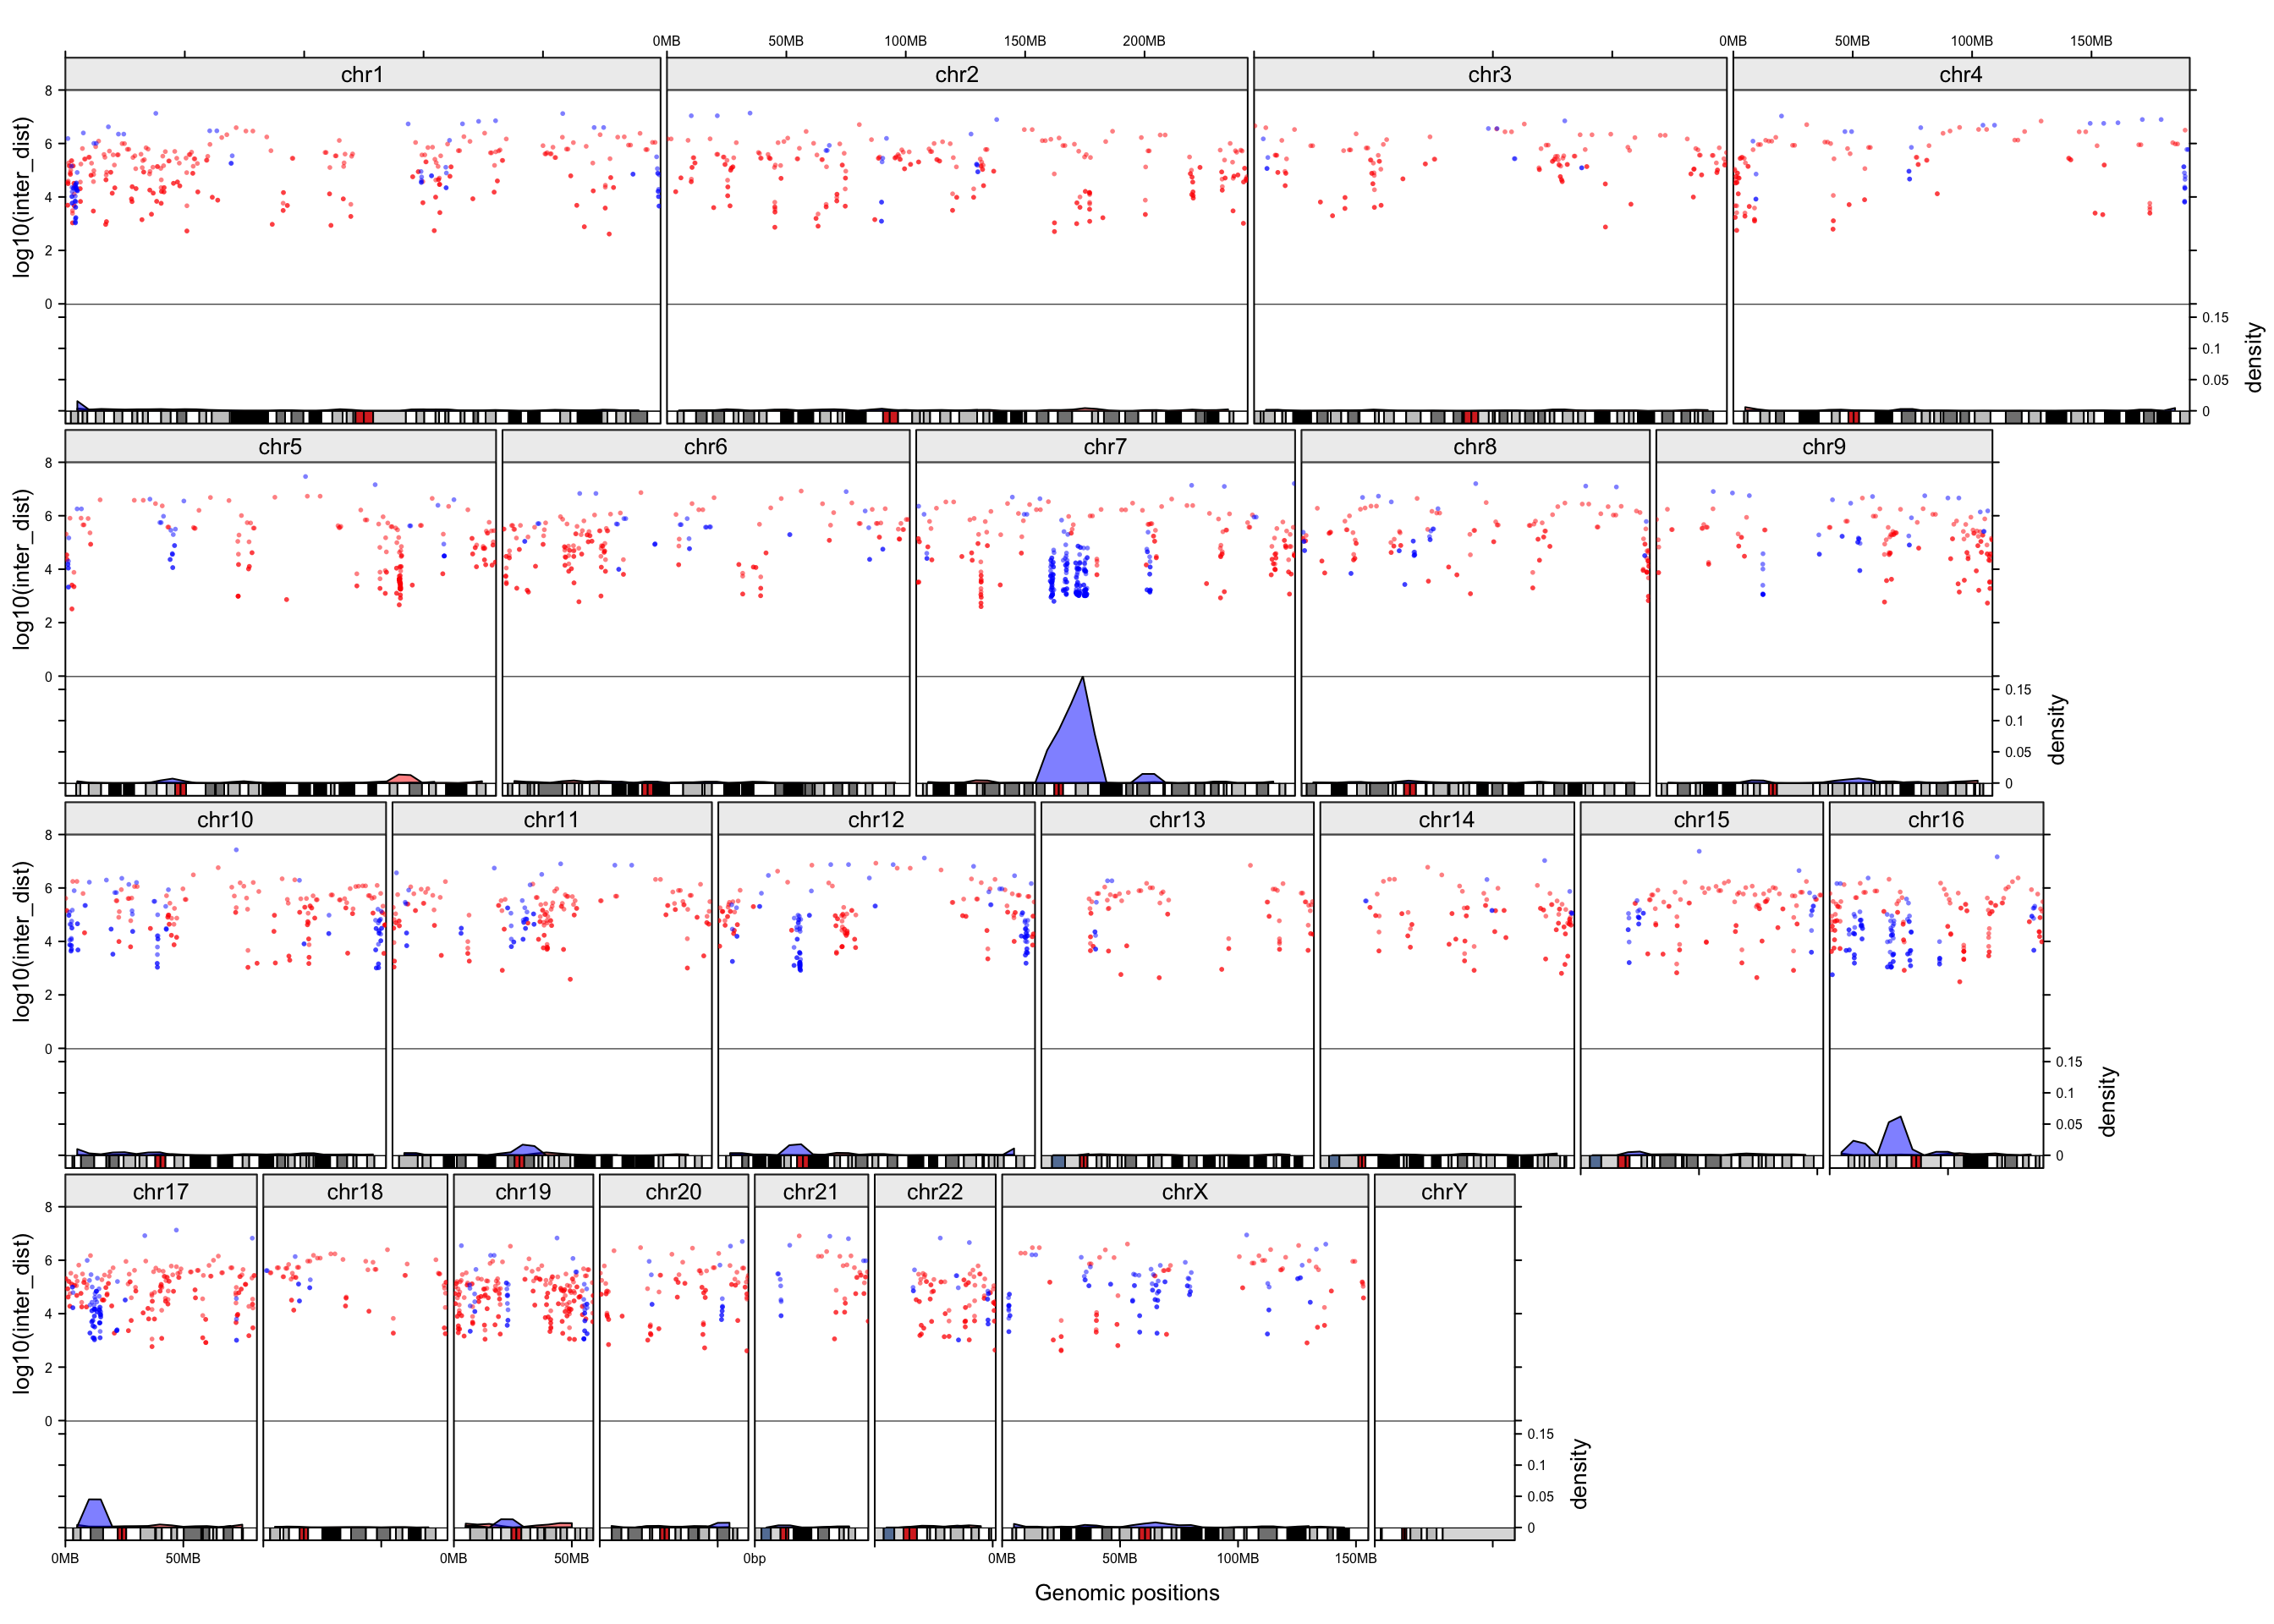 0MB 50MB 100MB 150MB 200MB 0MB 50MB 100MB 150MB
chr1 chr2 chr3 chr4
log10(inter_dist)
8
6
4
2
0
0.15
0.1
0.05
0
density
chr5 chr6 chr7 chr8 chr9
log10(inter_dist)
8
6
4
2
0
0.15
0.1
0.05
0
density
chr10 chr11 chr12 chr13 chr14 chr15 chr16
log10(inter_dist)
8
6
4
2
0
0.15
0.1
0.05
0
density
chr17 chr18 chr19 chr20 chr21 chr22 chrX chrY
log10(inter_dist)
8
6
4
2
0
0.15
0.1
0.05
0
density
0MB 50MB 0MB 50MB 0bp 0MB 50MB 100MB 150MB
Genomic positions